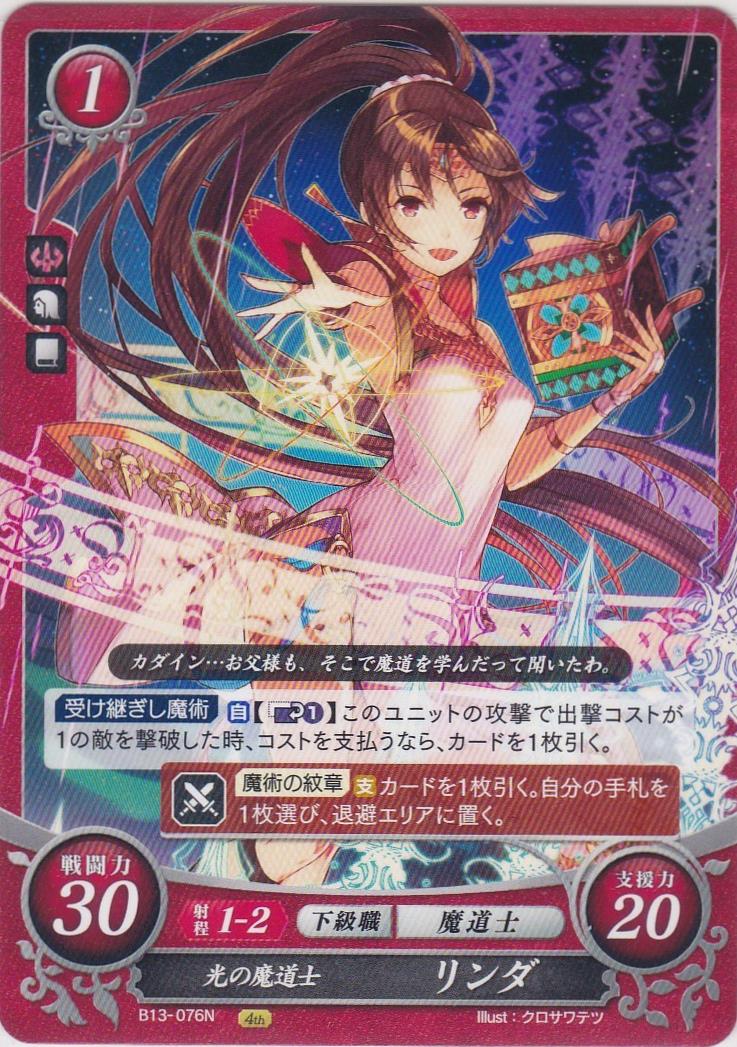 1
カダイン…お父様も、そこで魔道を学んだって聞いたわ。
受け継ぎし魔術 自【1】このユニットの攻撃で出撃コストが
1の敵を撃破した時、コストを支払うなら、カードを1枚引く。
魔術の紋章 支 カードを1枚引く。自分の手札を
1枚選び、退避エリアに置く。
戦闘力
30
射程 1-2 下級職 魔道士
支援力
20
光の魔道士 リンダ
B13-076N 4th Illust:クロサワテツ